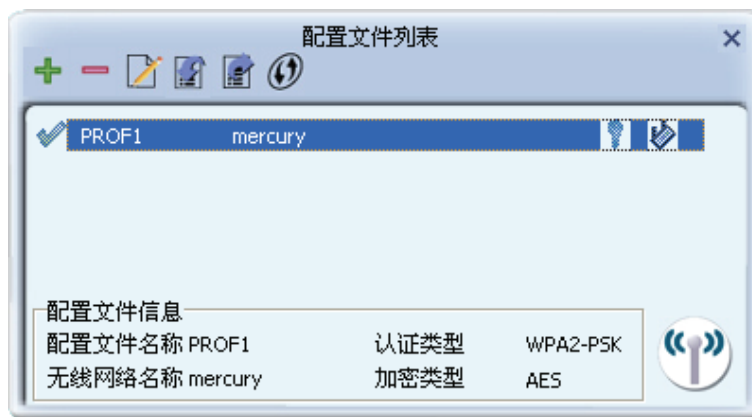 配置文件列表
PROF1 mercury
配置文件信息
配置文件名称 PROF1 认证类型 WPA2-PSK
无线网络名称 mercury 加密类型 AES